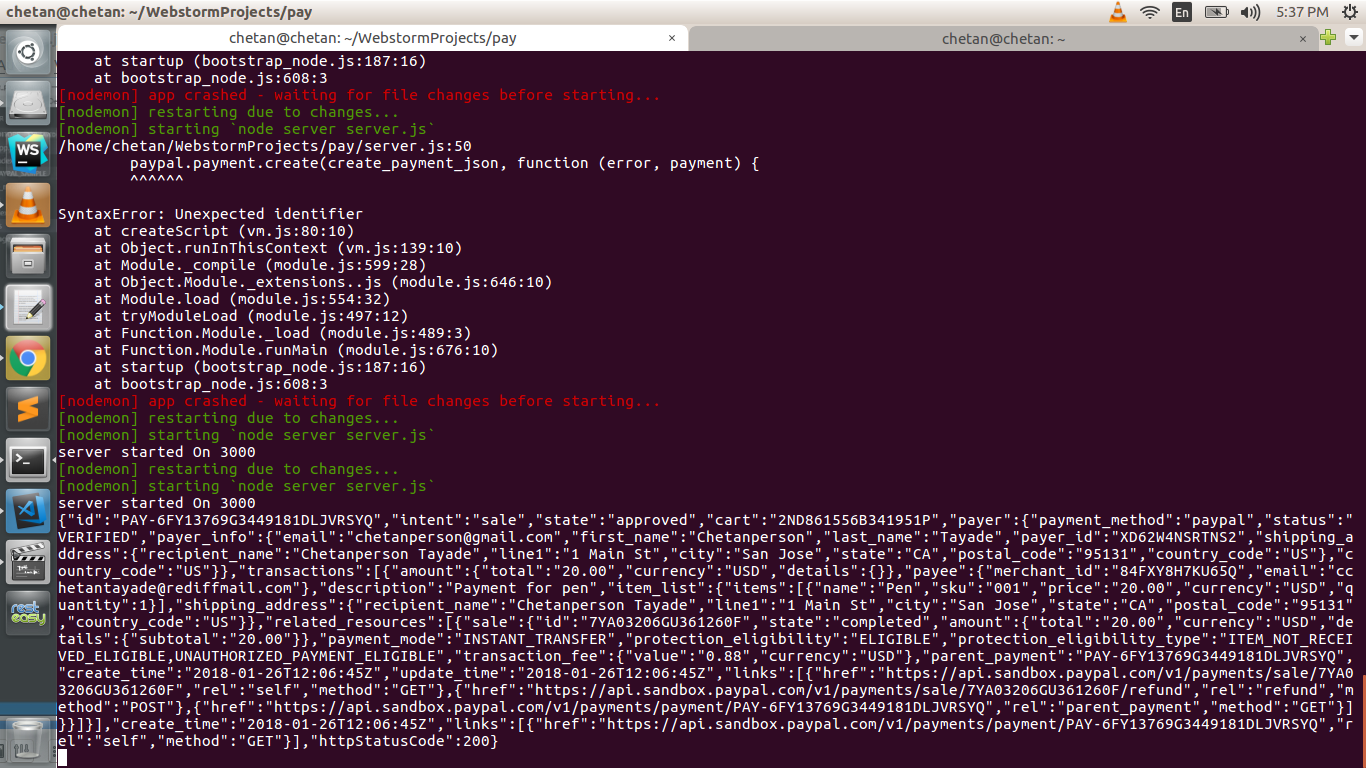 chetan@chetan: ~/WebstormProjects/pay
En
5:37 PM
chetan@chetan: ~/WebstormProjects/pay ×
chetan@chetan: ~ ×
at startup (bootstrap_node.js:187:16)
at bootstrap_node.js:608:3
[nodemon] app crashed - waiting for file changes before starting...
[nodemon] restarting due to changes...
[nodemon] starting `node server server.js`
/home/chetan/WebstormProjects/pay/server.js:50
paypal.payment.create(create_payment_json, function (error, payment) {
^^^^^^
SyntaxError: Unexpected identifier
at createScript (vm.js:80:10)
at Object.runInThisContext (vm.js:139:10)
at Module._compile (module.js:599:28)
at Object.Module._extensions..js (module.js:646:10)
at Module.load (module.js:554:32)
at tryModuleLoad (module.js:497:12)
at Function.Module._load (module.js:489:3)
at Function.Module.runMain (module.js:676:10)
at startup (bootstrap_node.js:187:16)
at bootstrap_node.js:608:3
[nodemon] app crashed - waiting for file changes before starting...
[nodemon] restarting due to changes...
[nodemon] starting `node server server.js`
server started On 3000
[nodemon] restarting due to changes...
[nodemon] starting `node server server.js`
server started On 3000
{"id":"PAY-6FY13769G3449181DLJVRSYQ","intent":"sale","state":"approved","cart":"2ND861556B341951P","payer":{"payment_method":"paypal","status":"
VERIFIED","payer_info":{"email":"chetanperson@gmail.com","first_name":"Chetanperson","last_name":"Tayade","payer_id":"XD62W4NSRTNS2","shipping_a
ddress":{"recipient_name":"Chetanperson Tayade","line1":"1 Main St","city":"San Jose","state":"CA","postal_code":"95131","country_code":"US"},"c
ountry_code":"US"}},"transactions":[{"amount":{"total":"20.00","currency":"USD","details":{}},"payee":{"merchant_id":"84FXY8H7KU65Q","email":"cc
hetantayade@rediffmail.com"},"description":"Payment for pen","item_list":{"items":[{"name":"Pen","sku":"001","price":"20.00","currency":"USD","q
uantity":1}],"shipping_address":{"recipient_name":"Chetanperson Tayade","line1":"1 Main St","city":"San Jose","state":"CA","postal_code":"95131"
,"country_code":"US"}},"related_resources":[{"sale":{"id":"7YA03206GU361260F","state":"completed","amount":{"total":"20.00","currency":"USD","de
tails":{"subtotal":"20.00"}},"payment_mode":"INSTANT_TRANSFER","protection_eligibility":"ELIGIBLE","protection_eligibility_type":"ITEM_NOT_RECEI
VED_ELIGIBLE,UNAUTHORIZED_PAYMENT_ELIGIBLE","transaction_fee":{"value":"0.88","currency":"USD"},"parent_payment":"PAY-6FY13769G3449181DLJVRSYQ",
"create_time":"2018-01-26T12:06:45Z","update_time":"2018-01-26T12:06:45Z","links":[{"href":"https://api.sandbox.paypal.com/v1/payments/sale/7YA0
3206GU361260F","rel":"self","method":"GET"},{"href":"https://api.sandbox.paypal.com/v1/payments/sale/7YA03206GU361260F/refund","rel":"refund","m
ethod":"POST"},{"href":"https://api.sandbox.paypal.com/v1/payments/payment/PAY-6FY13769G3449181DLJVRSYQ","rel":"parent_payment","method":"GET"}]
}}]}],"create_time":"2018-01-26T12:06:45Z","links":[{"href":"https://api.sandbox.paypal.com/v1/payments/payment/PAY-6FY13769G3449181DLJVRSYQ","r
el":"self","method":"GET"}],"httpStatusCode":200}
WS
rest
easy